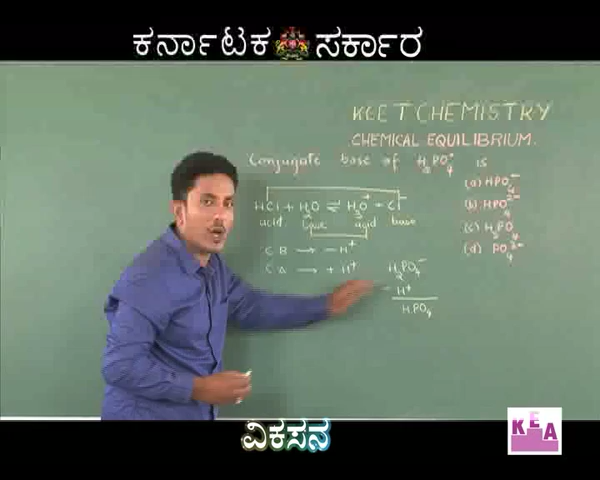 ಕರ್ನಾಟಕ ಸರ್ಕಾರ
KCET CHEMISTRY
CHEMICAL EQUILIBRIUM.
Conjugate base of H₂PO₄⁻ is
(a) HPO₄⁻
(b) HPO₄²⁻
(c) H₂PO₄
(d) PO₄³⁻
HCl + H₂O ⇌ H₃O⁺ + Cl⁻
acid base acid base
CB → − H⁺
CA → + H⁺
H₂PO₄⁻
H⁺
HPO₄
ವಿಕಸನ
KEA